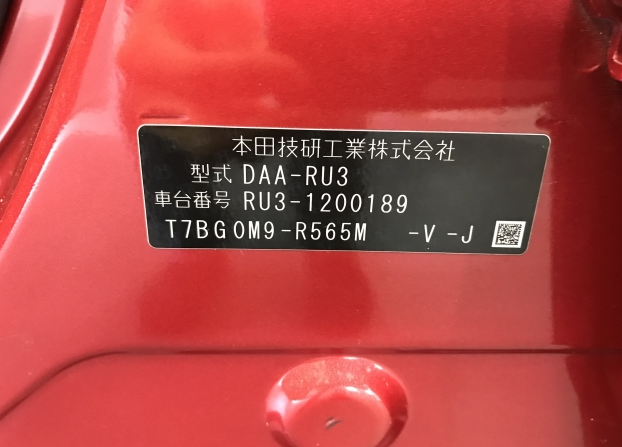 本田技研工業株式会社
型式 DAA-RU3
車台番号 RU3-1200189
T7BG0M9-R565M -V-J